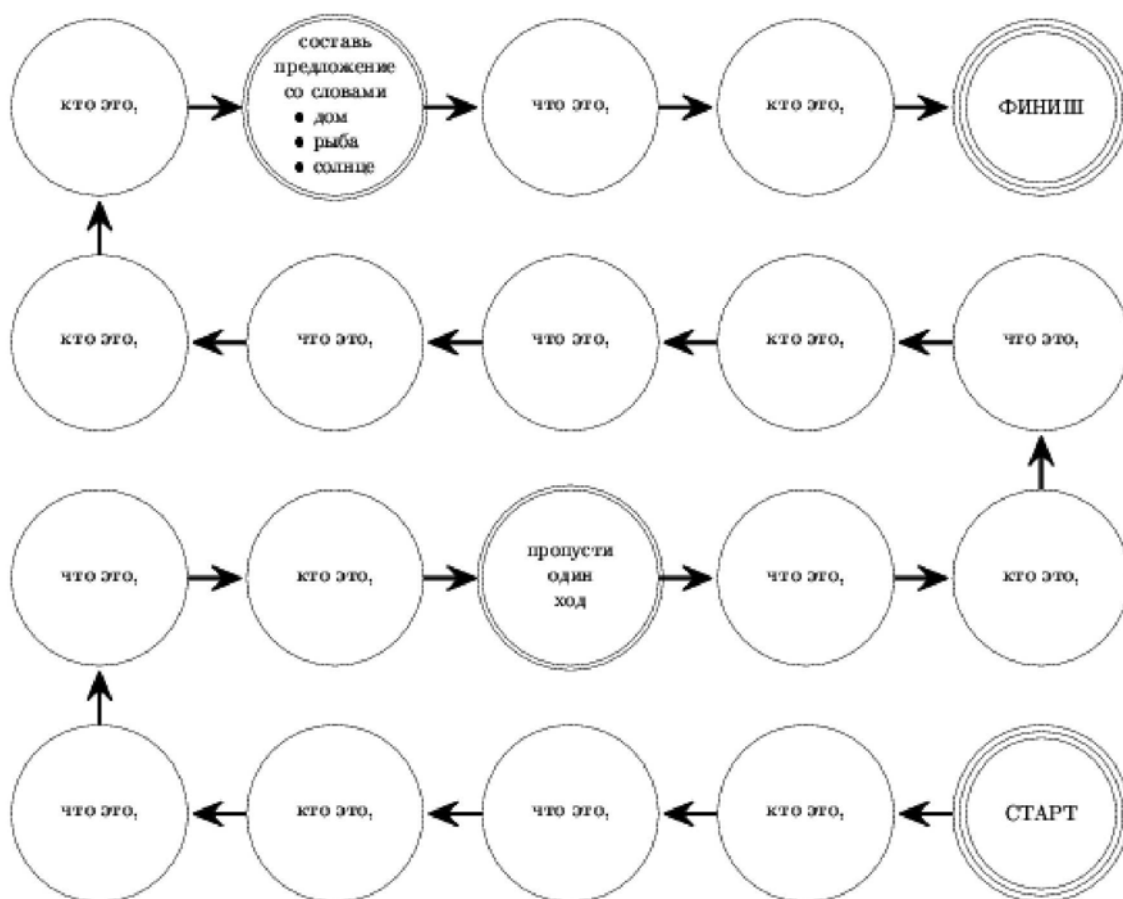 кто это,
составь
предложение
со словами
• дом
• рыба
• солнце
что это,
кто это,
ФИНИШ
кто это,
что это,
что это,
кто это,
что это,
что это,
кто это,
пропусти
один
ход
что это,
кто это,
что это,
кто это,
что это,
кто это,
СТАРТ